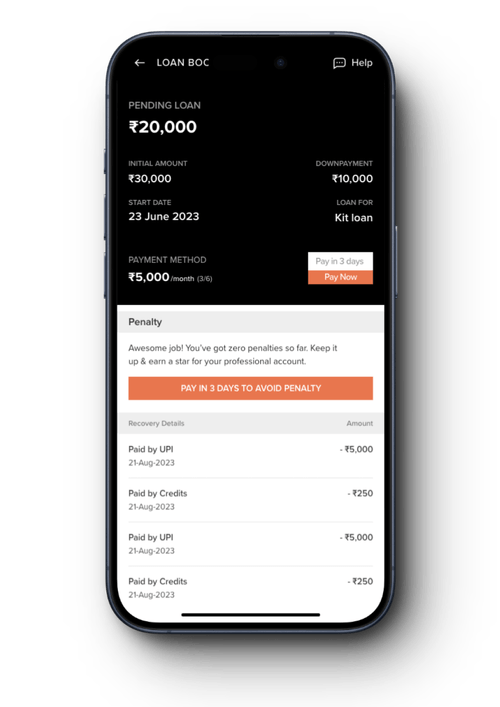 LOAN BOC
Help
PENDING LOAN
₹20,000
INITIAL AMOUNT
DOWNPAYMENT
₹30,000
₹10,000
START DATE
LOAN FOR
23 June 2023
Kit loan
PAYMENT METHOD
Pay in 3 days
₹5,000 /month (3/6)
Pay Now
Penalty
Awesome job! You've got zero penalties so far. Keep it
up & earn a star for your professional account.
PAY IN 3 DAYS TO AVOID PENALTY
Recovery Details
Amount
Paid by UPI
- ₹5,000
21-Aug-2023
Paid by Credits
- ₹250
21-Aug-2023
Paid by UPI
- ₹5,000
21-Aug-2023
Paid by Credits
- ₹250
21-Aug-2023